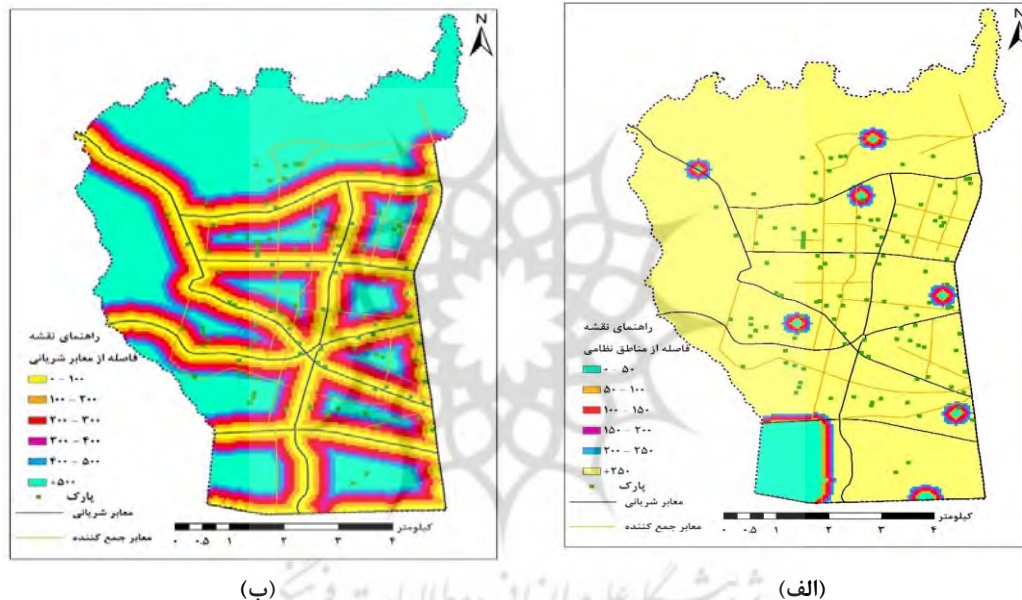 N
راهنمای نقشه
فاصله از مناطق نظامی
۰ - ۵۰
۵۰ - ۱۰۰
۱۰۰ - ۱۵۰
۱۵۰ - ۲۰۰
۲۰۰ - ۲۵۰
+۲۵۰
پارک
معابر شریانی
معابر جمع کننده
کیلومتر
۰ ۰.۵ ۱ ۲ ۳ ۴
(الف)
N
راهنمای نقشه
فاصله از معابر شریانی
۰ - ۱۰۰
۱۰۰ - ۲۰۰
۲۰۰ - ۳۰۰
۳۰۰ - ۴۰۰
۴۰۰ - ۵۰۰
+۵۰۰
پارک
معابر شریانی
معابر جمع کننده
کیلومتر
۰ ۰.۵ ۱ ۲ ۳ ۴
(ب)